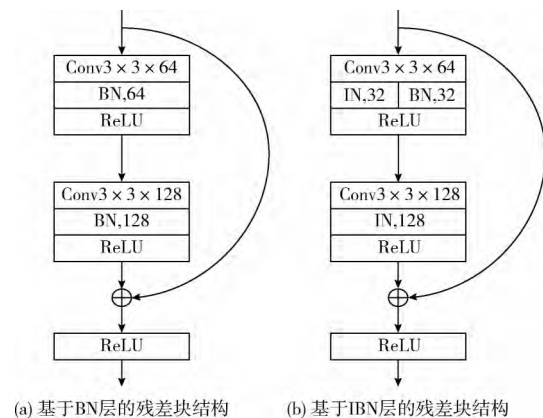 Conv3×3×64
BN,64
ReLU
Conv3×3×128
BN,128
ReLU
ReLU
(a) 基于BN层的残差块结构
Conv3×3×64
IN,32 BN,32
ReLU
Conv3×3×128
IN,128
ReLU
ReLU
(b) 基于IBN层的残差块结构